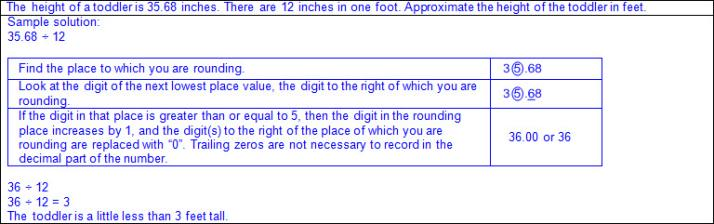 The height of a toddler is 35.68 inches. There are 12 inches in one foot. Approximate the height of the toddler in feet.
Sample solution:
35.68 ÷ 12
Find the place to which you are rounding.
3⑤.68
Look at the digit of the next lowest place value, the digit to the right of which you are
rounding.
3⑤.68
If the digit in that place is greater than or equal to 5, then the digit in the rounding
place increases by 1, and the digit(s) to the right of the place of which you are
rounding are replaced with “0”. Trailing zeros are not necessary to record in the
decimal part of the number.
36.00 or 36
36 ÷ 12
36 ÷ 12 = 3
The toddler is a little less than 3 feet tall.